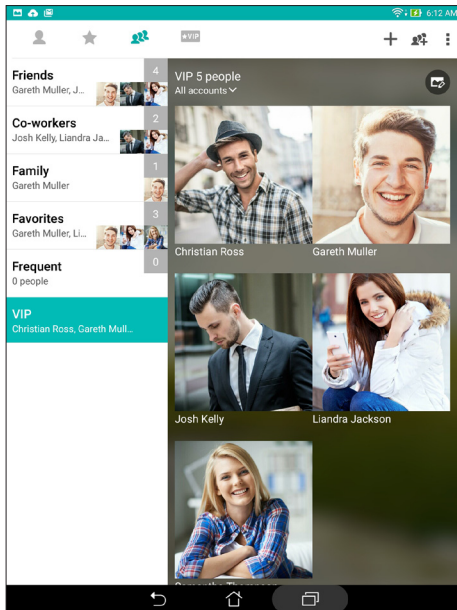 6:12 AM
VIP
Friends
4
Gareth Muller, J...
Co-workers
2
Josh Kelly, Liandra Ja...
Family
1
Gareth Muller
Favorites
3
Gareth Muller, Li...
Frequent
0
0 people
VIP
Christian Ross, Gareth Mull...
VIP 5 people
All accounts
Christian Ross
Gareth Muller
Josh Kelly
Liandra Jackson
Samantha Thompson